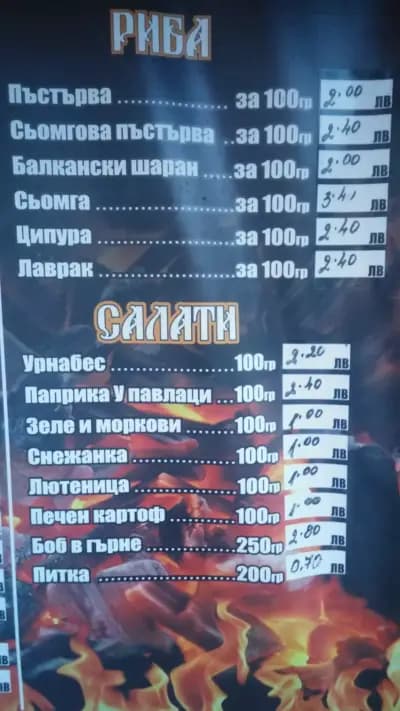 РИБА
Пъстърва ................ за 100гр 2.00 лв
Сьомгова пъстърва ..за 100гр 2.40 лв
Балкански шаран .....за 100гр 2.00 лв
Сьомга .....................за 100гр 3.41 лв
Ципура .....................за 100гр 2.40 лв
Лаврак .....................за 100гр 2.40 лв
САЛАТИ
Урнабес ....................100гр 2.20 лв
Паприка У павлаци ...100гр 2.40 лв
Зеле и моркови ........100гр 1.00 лв
Снежанка .................100гр 1.00 лв
Лютеница .................100гр 1.00 лв
Печен картоф ...........100гр 1.00 лв
Боб в гърне ..............250гр 2.80 лв
Питка .......................200гр 0.70 лв